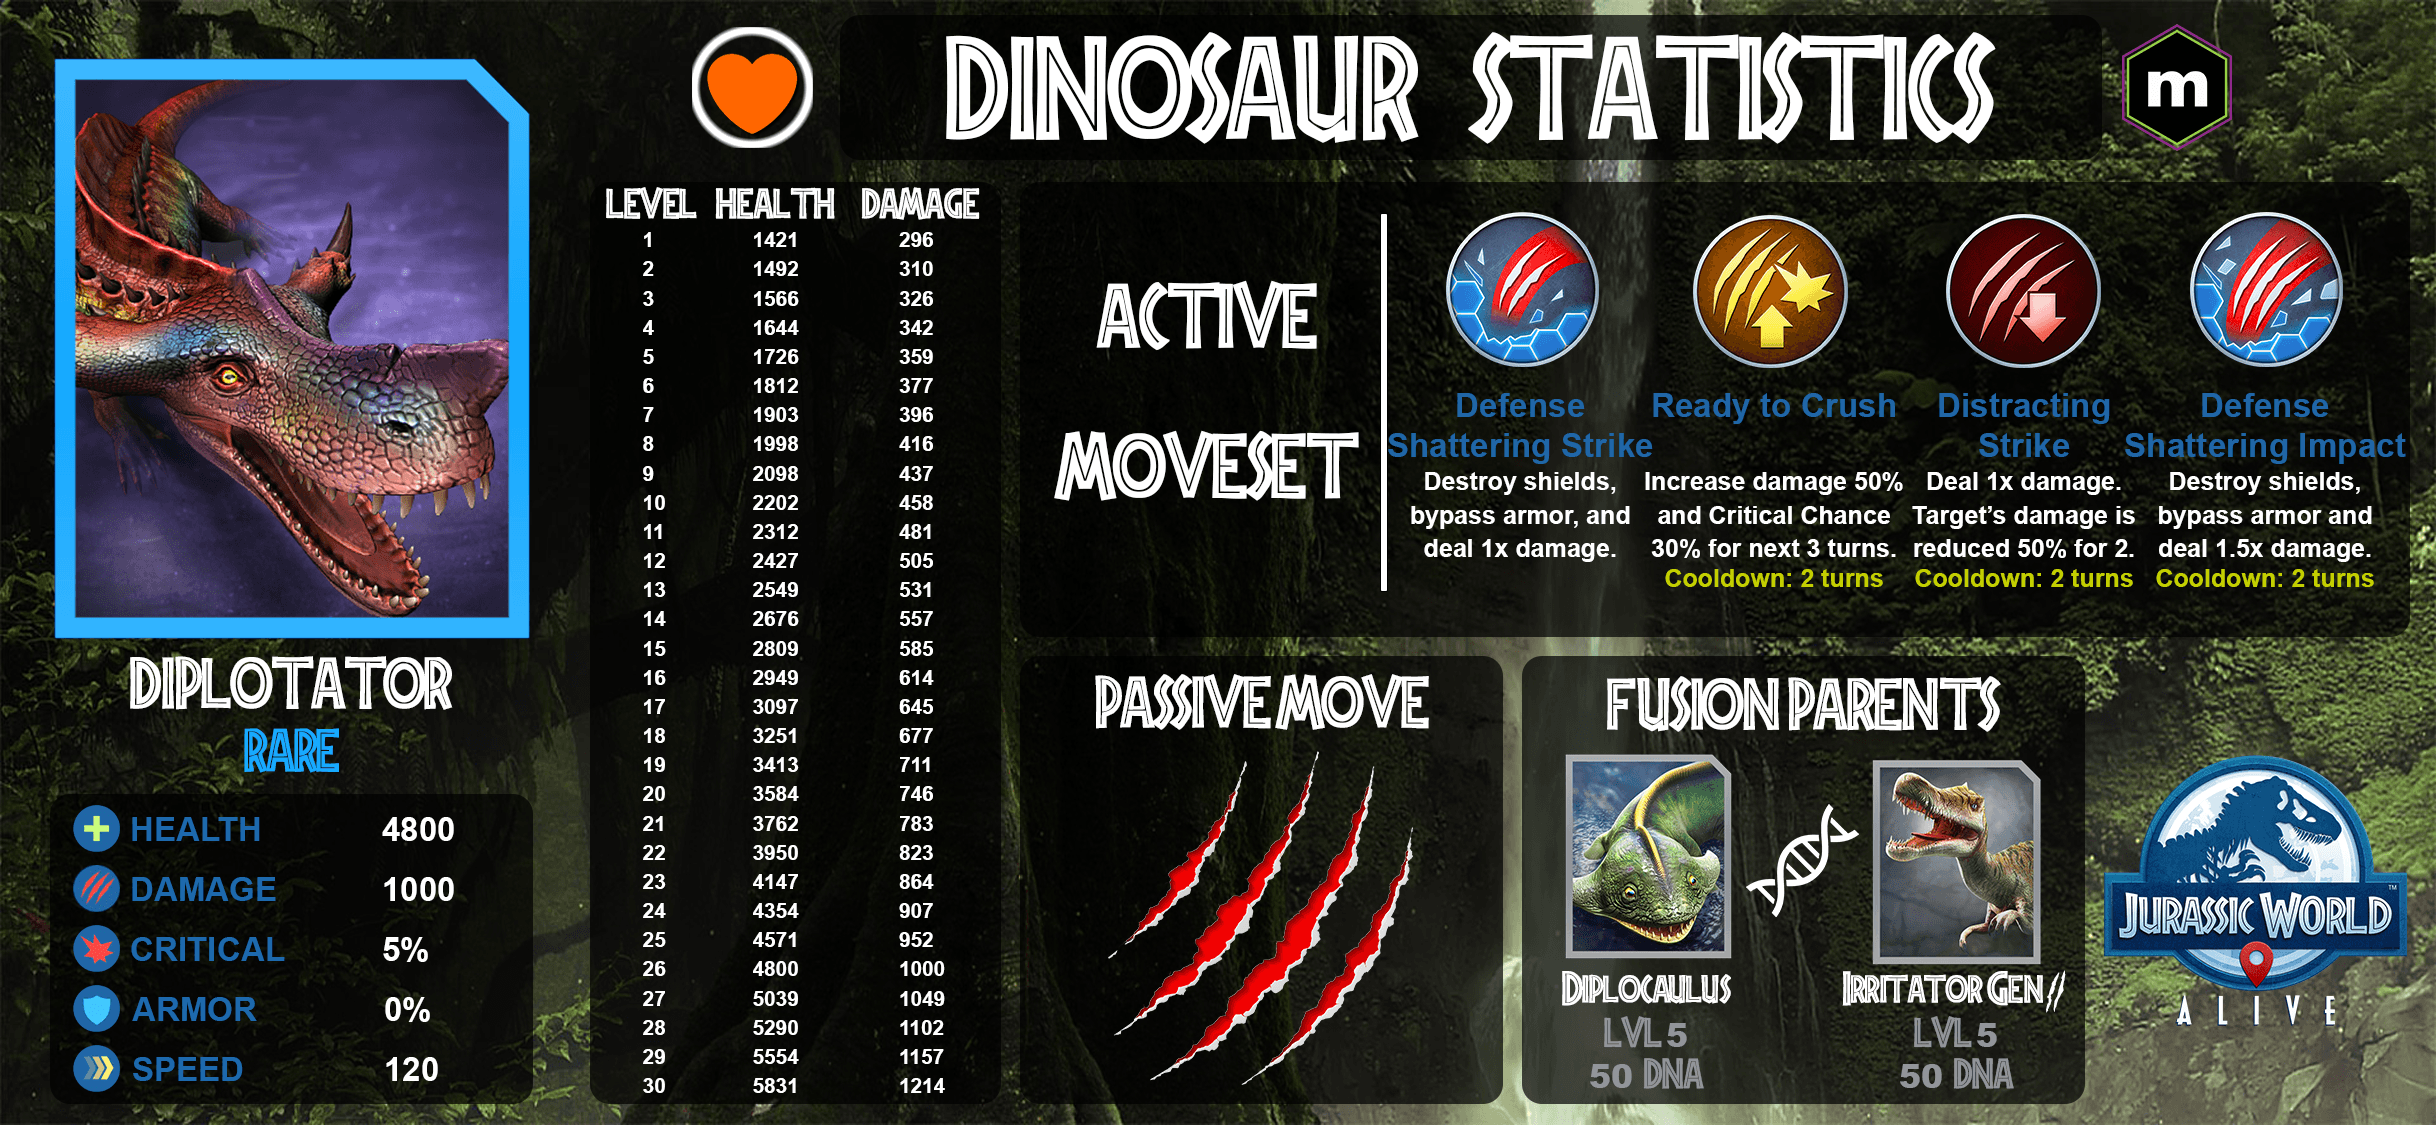 DINOSAUR STATISTICS
m
DIPLOTATOR
RARE
HEALTH 4800
DAMAGE 1000
CRITICAL 5%
ARMOR 0%
SPEED 120
LEVEL HEALTH DAMAGE
1 1421 296
2 1492 310
3 1566 326
4 1644 342
5 1726 359
6 1812 377
7 1903 396
8 1998 416
9 2098 437
10 2202 458
11 2312 481
12 2427 505
13 2549 531
14 2676 557
15 2809 585
16 2949 614
17 3097 645
18 3251 677
19 3413 711
20 3584 746
21 3762 783
22 3950 823
23 4147 864
24 4354 907
25 4571 952
26 4800 1000
27 5039 1049
28 5290 1102
29 5554 1157
30 5831 1214
ACTIVE
MOVESET
Defense
Shattering Strike
Destroy shields,
bypass armor, and
deal 1x damage.
Ready to Crush
Increase damage 50%
and Critical Chance
30% for next 3 turns.
Cooldown: 2 turns
Distracting
Strike
Deal 1x damage.
Target’s damage is
reduced 50% for 2.
Cooldown: 2 turns
Defense
Shattering Impact
Destroy shields,
bypass armor and
deal 1.5x damage.
Cooldown: 2 turns
PASSIVE MOVE
FUSION PARENTS
DIPLOCAULUS
LVL 5
50 DNA
IRRITATOR GEN //
LVL 5
50 DNA
JURASSIC WORLD™
ALIVE